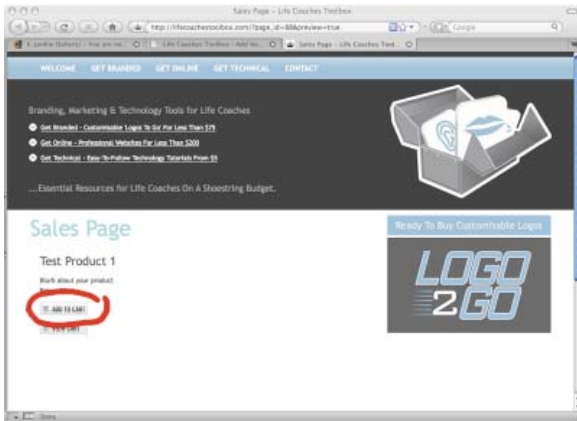 Sales Page - Life Coaches Toolbox
http://lifecoachestoolbox.com/?page_id=88&preview=true
Google
Life Coaches Toolbox
Sales Page - Life Coaches Tool...
WELCOME GET BRANDED GET ONLINE GET TECHNICAL CONTACT
Branding, Marketing & Technology Tools for Life Coaches
Get Branded - Customisable 'Logos To Go' For Less Than $75
Get Online - Professional Websites For Less Than $200
Get Technical - Easy-To-Follow Technology Tutorials From $5
...Essential Resources for Life Coaches On A Shoestring Budget.
Sales Page
Ready To Buy Customisable Logos
Test Product 1
LOGO
2GO
Blurb about your product
ADD TO CART
VIEW CART
Done